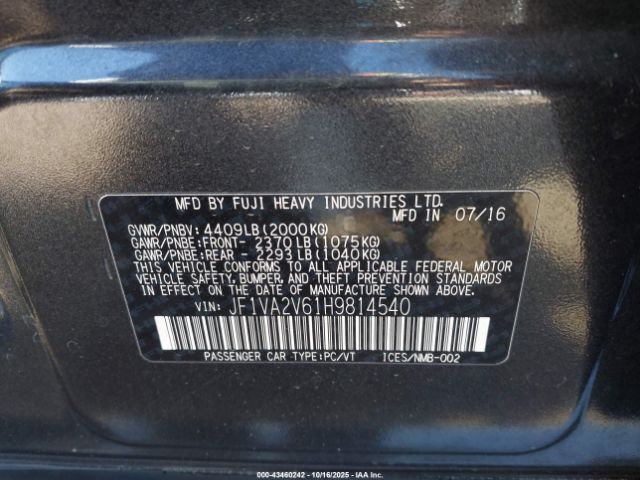 MFD BY FUJI HEAVY INDUSTRIES LTD.
MFD IN 07/16
GVWR/PNBV: 4409LB(2000KG)
GAWR/PNBE:FRONT- 2370LB(1075KG)
GAWR/PNBE:REAR - 2293LB(1040KG)
THIS VEHICLE CONFORMS TO ALL APPLICABLE FEDERAL MOTOR
VEHICLE SAFETY, BUMPER, AND THEFT PREVENTION STANDARDS
IN EFFECT ON THE DATE OF MANUFACTURE SHOWN ABOVE.
VIN: JF1VA2V61H9814540
PASSENGER CAR TYPE:PC/VT ICES/NMB-002
000-43460242 - 10/16/2025 - IAA Inc.